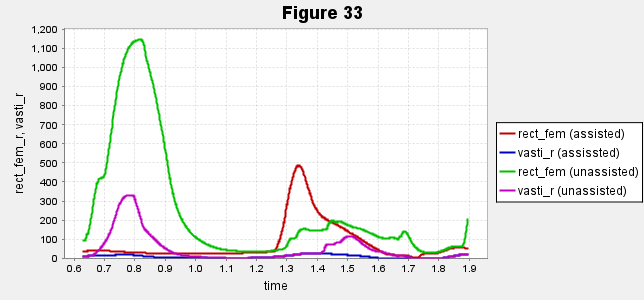 Figure 33
1,200
1,100
1,000
900
800
700
600
500
400
300
200
100
0
rect_fem_r, vasti_r
0.6 0.7 0.8 0.9 1.0 1.1 1.2 1.3 1.4 1.5 1.6 1.7 1.8 1.9
time
rect_fem (assisted)
vasti_r (assissted)
rect_fem (unassisted)
vasti_r (unassisted)